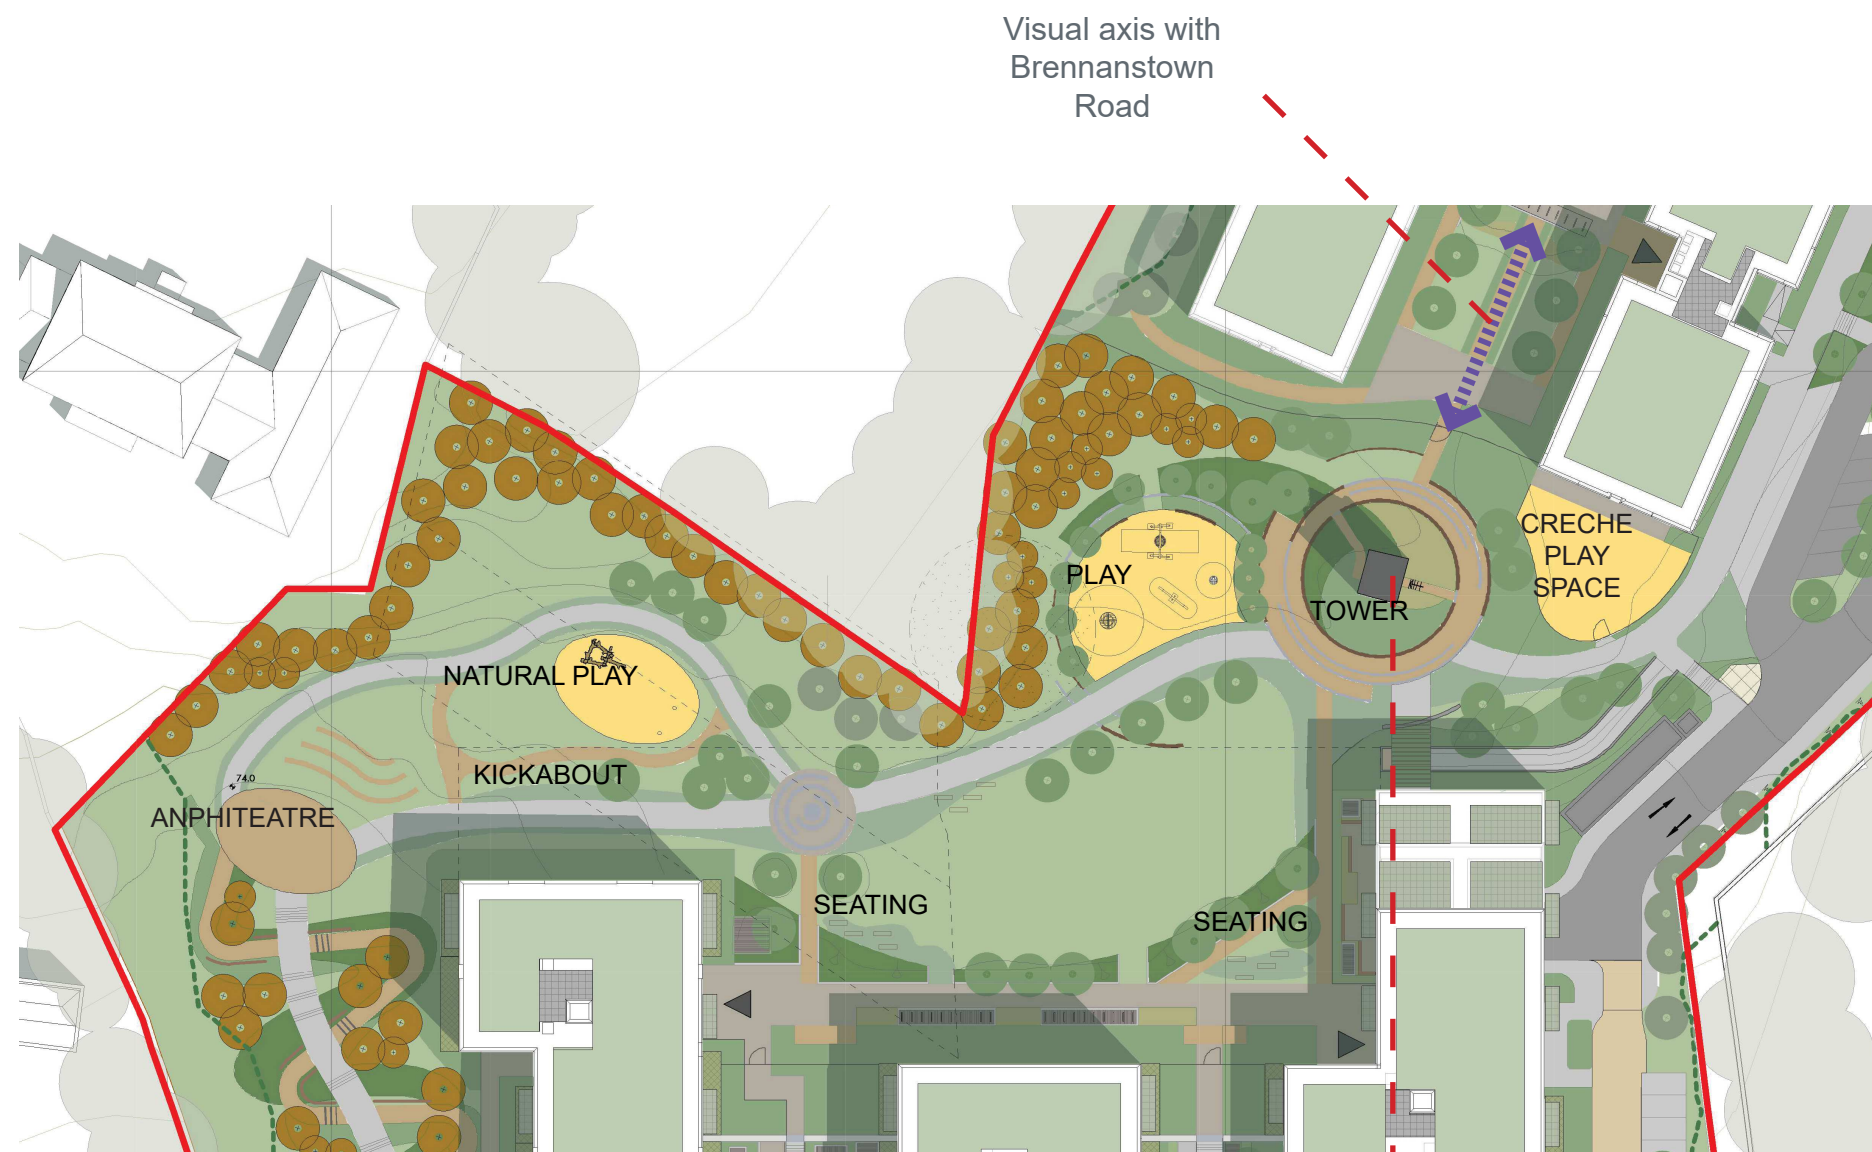 Visual axis with
Brennanstown
Road
CRECHE
PLAY
SPACE
PLAY
TOWER
NATURAL PLAY
KICKABOUT
74.0
ANPHITEATRE
SEATING
SEATING